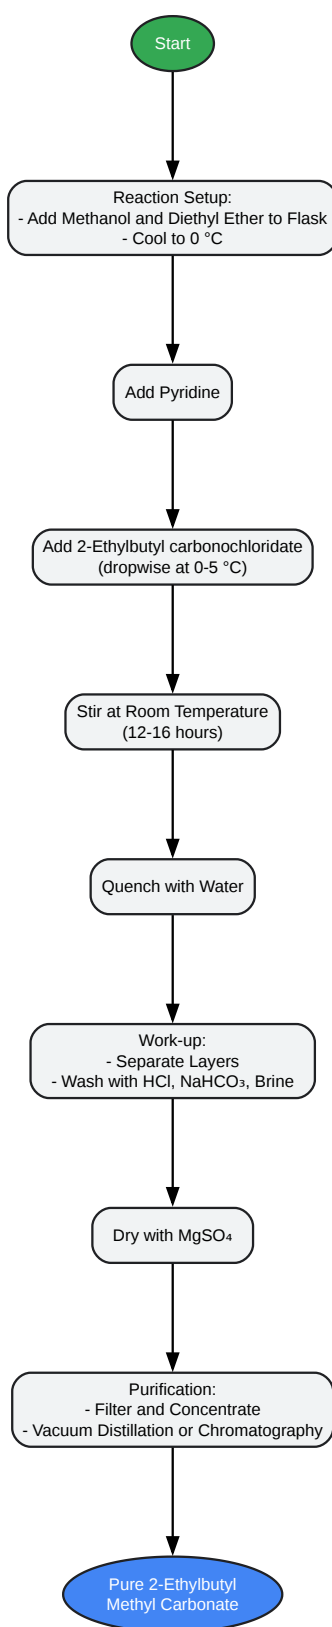 Start
Reaction Setup:
- Add Methanol and Diethyl Ether to Flask
- Cool to 0 °C
Add Pyridine
Add 2-Ethylbutyl carbonochloridate
(dropwise at 0-5 °C)
Stir at Room Temperature
(12-16 hours)
Quench with Water
Work-up:
- Separate Layers
- Wash with HCl, NaHCO₃, Brine
Dry with MgSO₄
Purification:
- Filter and Concentrate
- Vacuum Distillation or Chromatography
Pure 2-Ethylbutyl
Methyl Carbonate